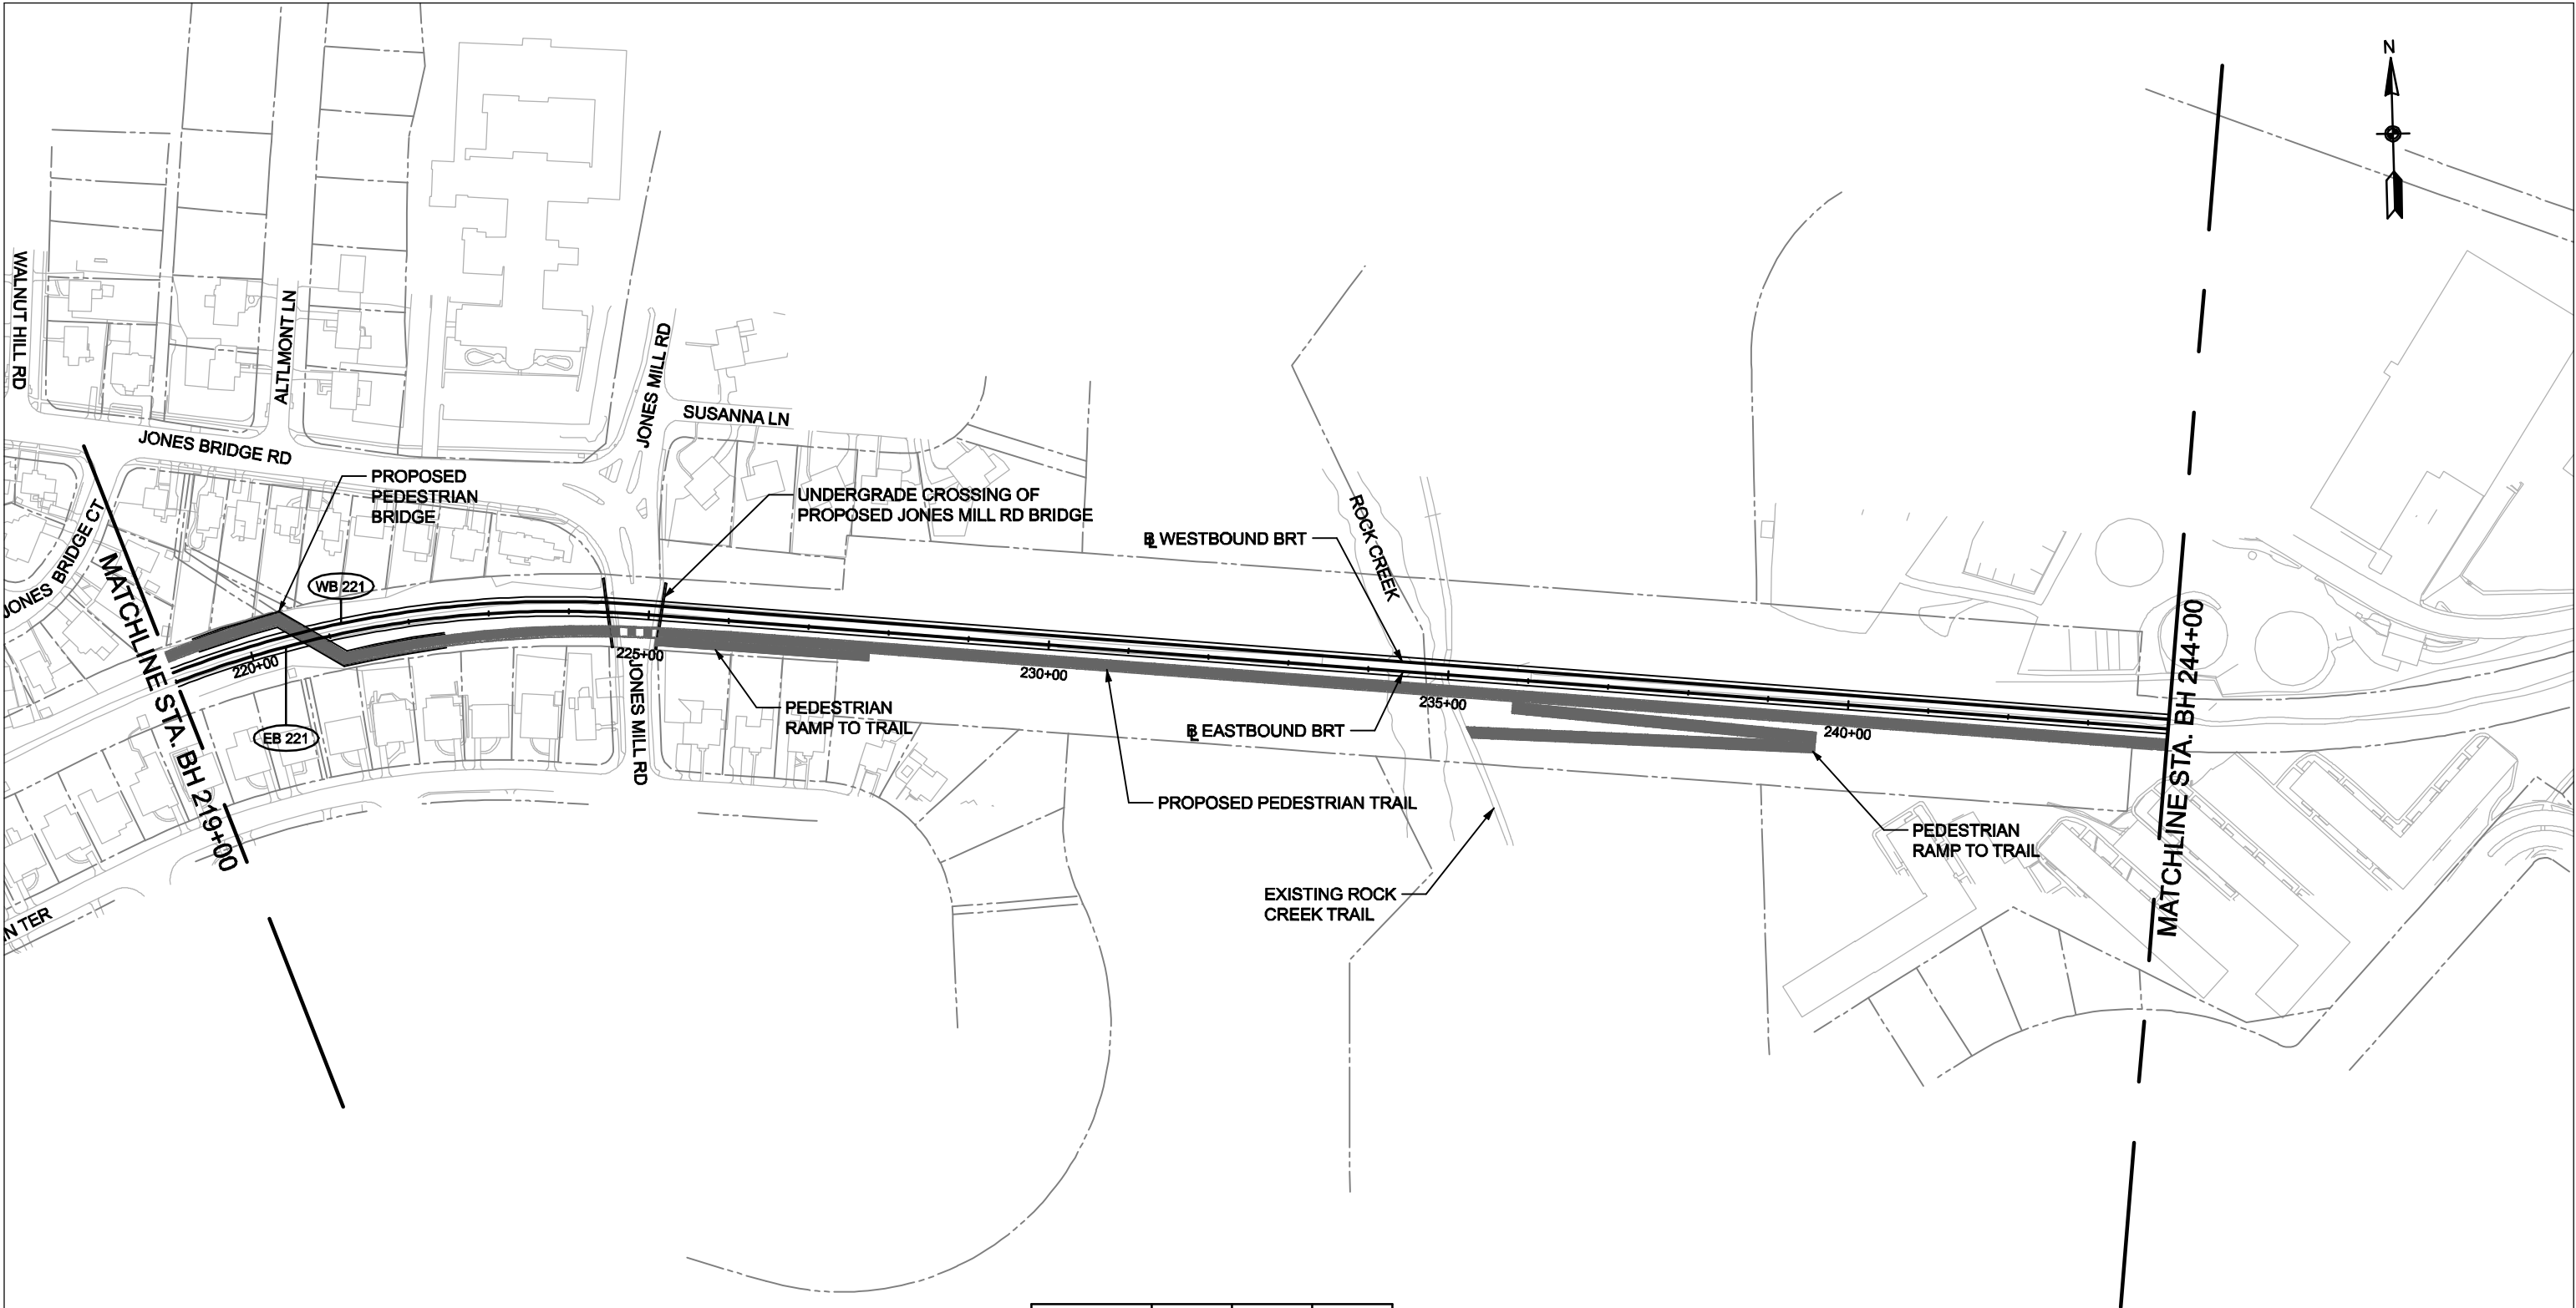 N
WALNUT HILL RD
ALTLMONT LN
JONES MILL RD
SUSANNA LN
JONES BRIDGE RD
PROPOSED
PEDESTRIAN
BRIDGE
UNDERGRADE CROSSING OF
PROPOSED JONES MILL RD BRIDGE
ROCK CREEK
JONES BRIDGE CT
BL WESTBOUND BRT
WB 221
MATCHLINE STA. BH 219+00
220+00
225+00
230+00
235+00
240+00
EB 221
JONES MILL RD
PEDESTRIAN
RAMP TO TRAIL
BL EASTBOUND BRT
PROPOSED PEDESTRIAN TRAIL
PEDESTRIAN
RAMP TO TRAIL
EXISTING ROCK
CREEK TRAIL
MATCHLINE STA. BH 244+00
IN TER